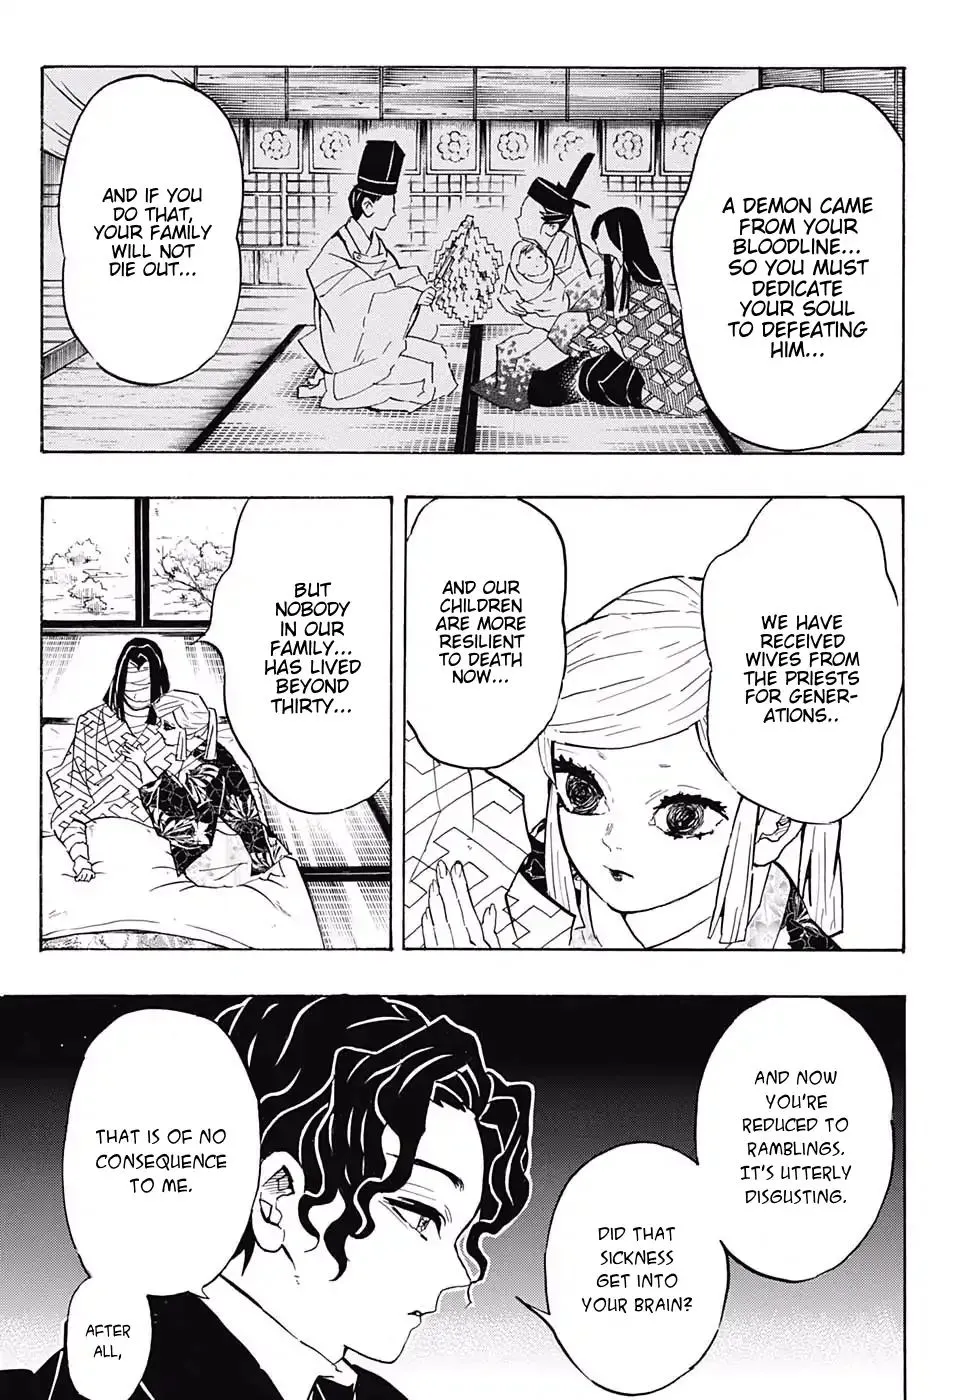 A DEMON CAME
FROM YOUR
BLOODLINE...
SO YOU MUST
DEDICATE
YOUR SOUL
TO DEFEATING
HIM...
AND IF YOU
DO THAT,
YOUR FAMILY
WILL NOT
DIE OUT...
WE HAVE
RECEIVED
WIVES FROM
THE PRIESTS
FOR GENER-
ATIONS..
AND OUR
CHILDREN
ARE MORE
RESILIENT
TO DEATH
NOW...
BUT
NOBODY
IN OUR
FAMILY...
HAS LIVED
BEYOND
THIRTY...
AND NOW
YOU'RE
REDUCED TO
RAMBLINGS.
IT'S UTTERLY
DISGUSTING.
DID THAT
SICKNESS
GET INTO
YOUR BRAIN?
THAT IS OF NO
CONSEQUENCE
TO ME.
AFTER
ALL,